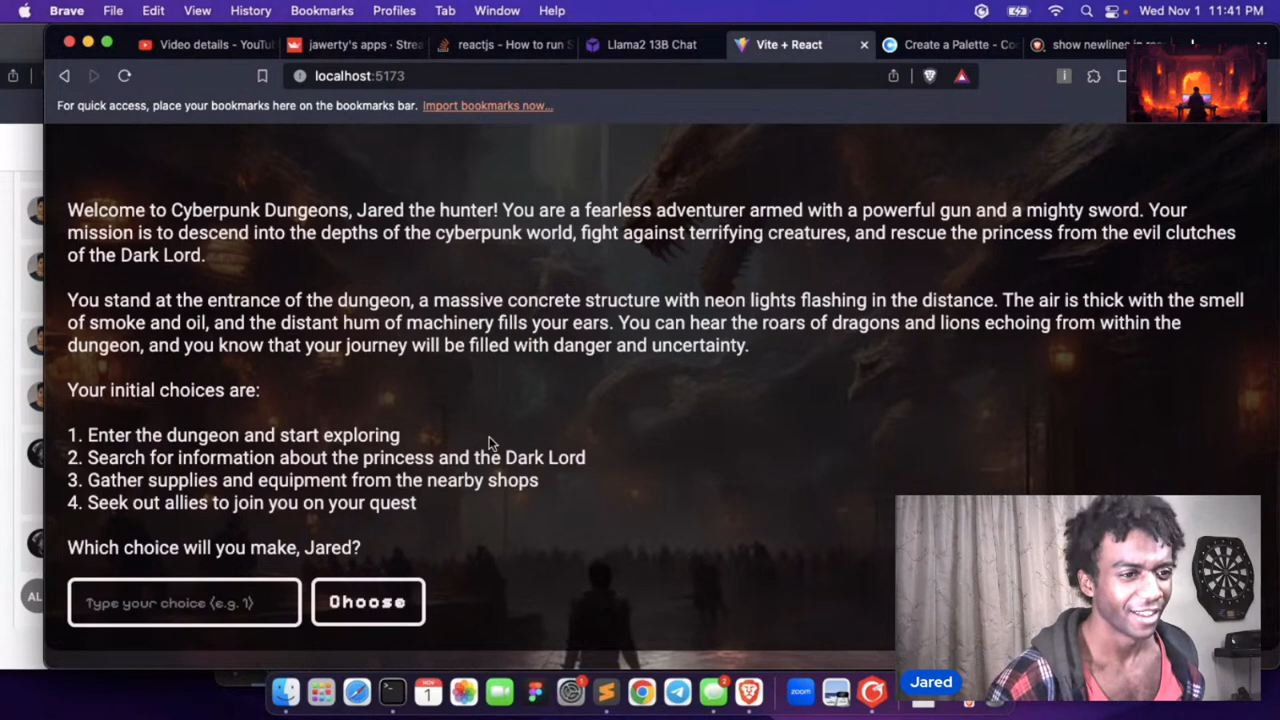 Brave File Edit View History Bookmarks Profiles Tab Window Help Wed Nov 1 11:41 PM
Video details - YouTu jawerty's apps · Strea reactjs - How to run S Llama2 13B Chat Vite + React Create a Palette - Co show newlines in
localhost:5173
For quick access, place your bookmarks here on the bookmarks bar. Import bookmarks now...
Welcome to Cyberpunk Dungeons, Jared the hunter! You are a fearless adventurer armed with a powerful gun and a mighty sword. Your
mission is to descend into the depths of the cyberpunk world, fight against terrifying creatures, and rescue the princess from the evil clutches
of the Dark Lord.
You stand at the entrance of the dungeon, a massive concrete structure with neon lights flashing in the distance. The air is thick with the smell
of smoke and oil, and the distant hum of machinery fills your ears. You can hear the roars of dragons and lions echoing from within the
dungeon, and you know that your journey will be filled with danger and uncertainty.
Your initial choices are:
1. Enter the dungeon and start exploring
2. Search for information about the princess and the Dark Lord
3. Gather supplies and equipment from the nearby shops
4. Seek out allies to join you on your quest
Which choice will you make, Jared?
Type your choice (e.g. 1) Choose
AL
Jared
NOV
1 1 2 zoom